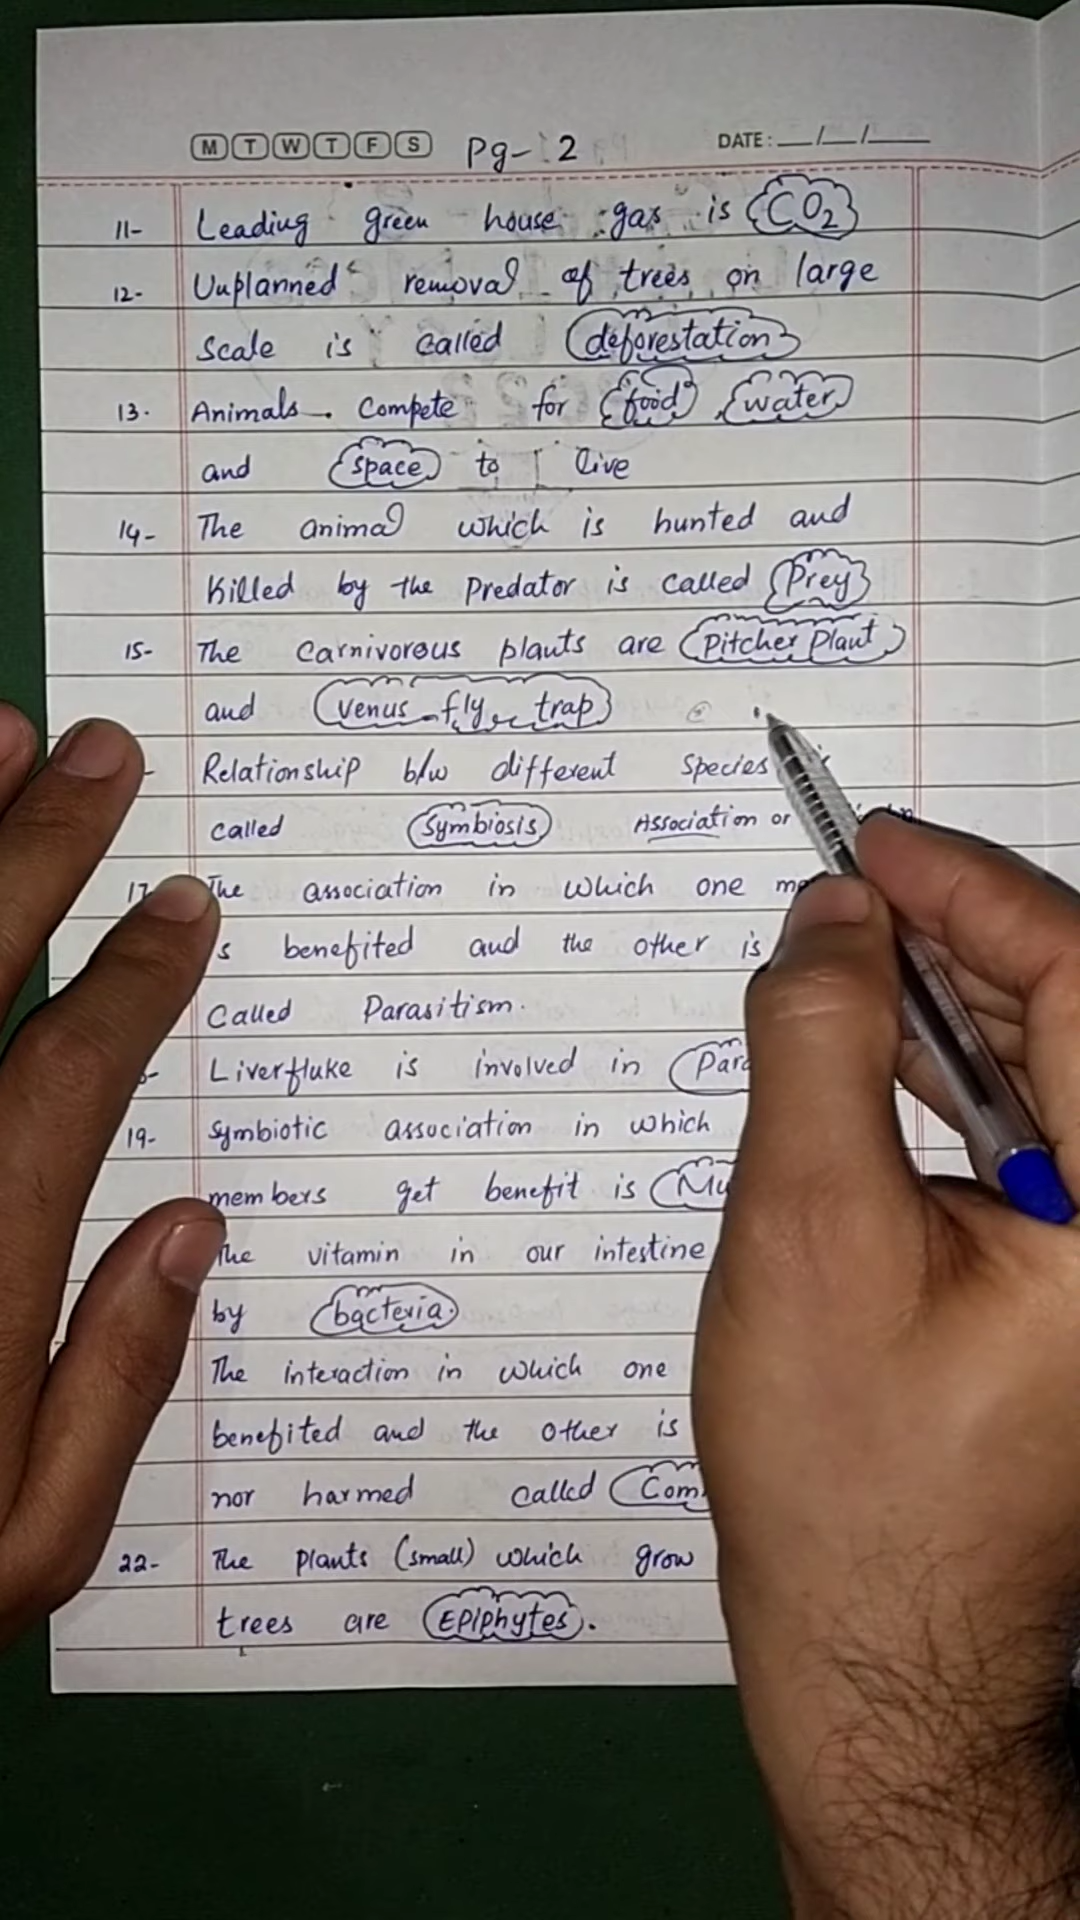 M T W T F S Pg- 2 DATE: __/__/____
11- Leading green house gas is CO2
12- Unplanned removal of trees on large
Scale is called deforestation
13. Animals. Compete for food, water
and space to live
14- The animal which is hunted and
killed by the Predator is called Prey
15- The Carnivorous plants are Pitcher Plant
and Venus fly trap
Relationship b/w different Species
called Symbiosis Association or
17 The association in which one
s benefited and the other is
Called Parasitism.
Liverfluke is involved in
19- Symbiotic association in which
members get benefit is
The vitamin in our intestine
by bacteria.
The interaction in which one
benefited and the other is
nor harmed called
22- The plants (small) which grow
trees are Epiphytes.